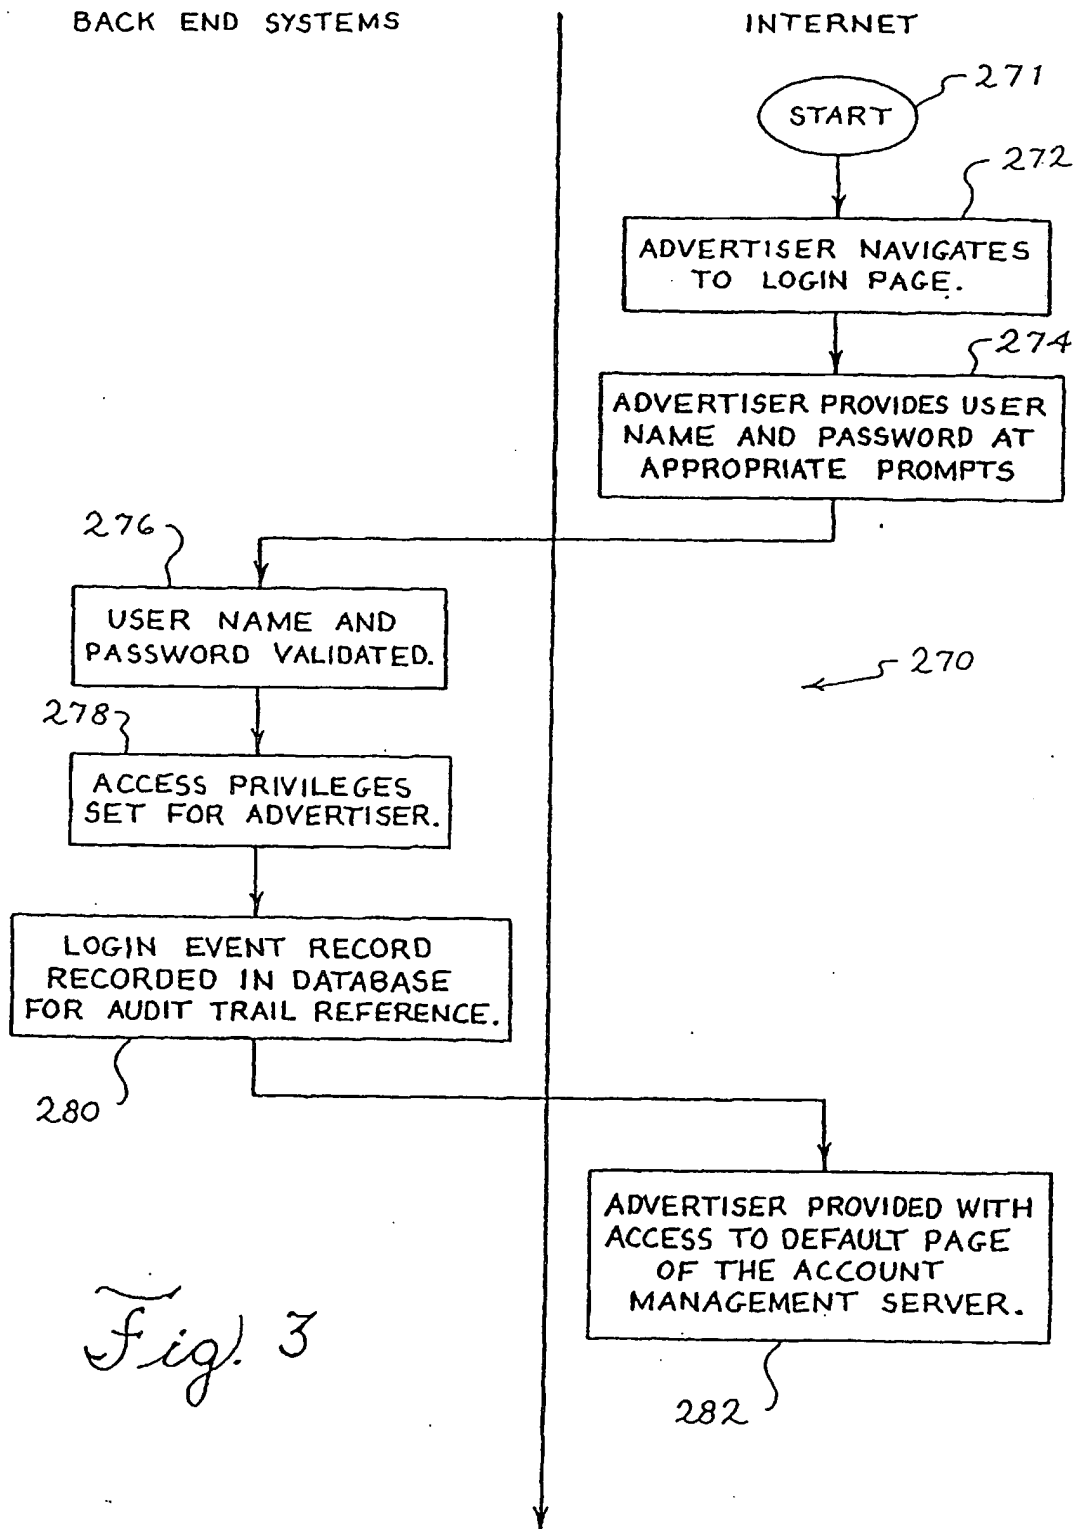 BACK END SYSTEMS
INTERNET
271
START
272
ADVERTISER NAVIGATES
TO LOGIN PAGE.
274
ADVERTISER PROVIDES USER
NAME AND PASSWORD AT
APPROPRIATE PROMPTS
276
USER NAME AND
PASSWORD VALIDATED.
270
278
ACCESS PRIVILEGES
SET FOR ADVERTISER.
LOGIN EVENT RECORD
RECORDED IN DATABASE
FOR AUDIT TRAIL REFERENCE.
280
ADVERTISER PROVIDED WITH
ACCESS TO DEFAULT PAGE
OF THE ACCOUNT
MANAGEMENT SERVER.
282
Fig. 3